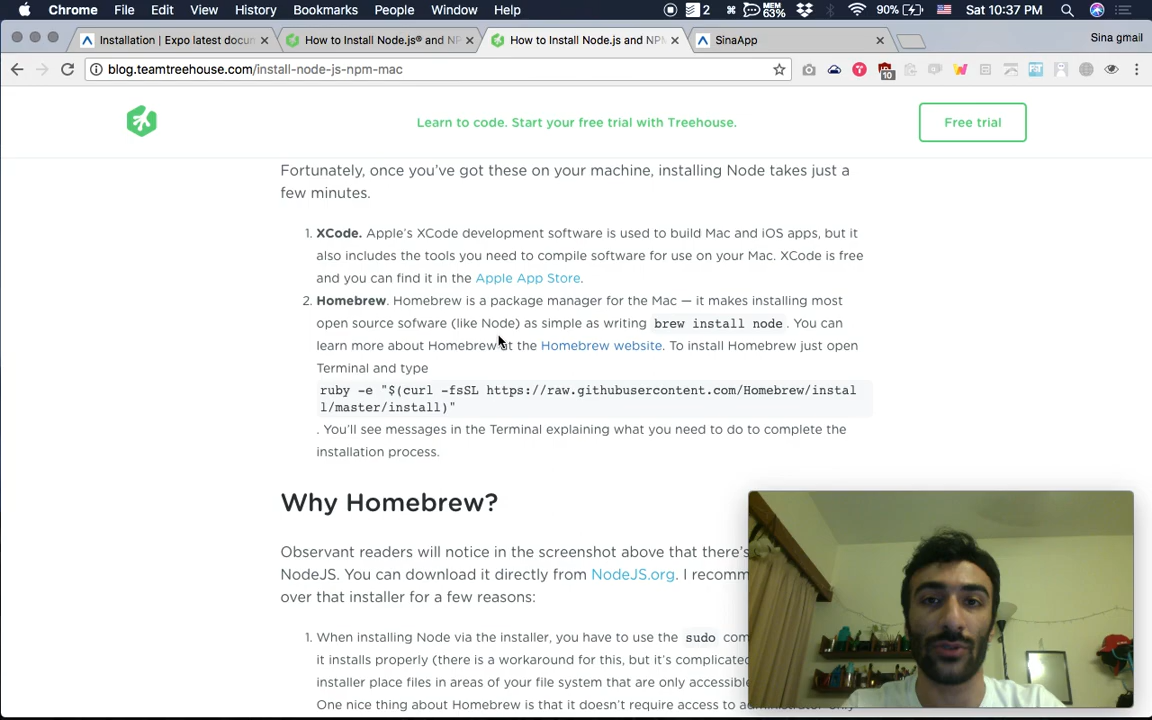 Chrome File Edit View History Bookmarks People Window Help 2 MEM 63% 90% Sat 10:37 PM
Installation | Expo latest docum
How to Install Node.js® and NP
How to Install Node.js and NPM
SinaApp
Sina gmail
blog.teamtreehouse.com/install-node-js-npm-mac
10
Learn to code. Start your free trial with Treehouse.
Free trial
Fortunately, once you've got these on your machine, installing Node takes just a
few minutes.
1. XCode. Apple's XCode development software is used to build Mac and iOS apps, but it
also includes the tools you need to compile software for use on your Mac. XCode is free
and you can find it in the Apple App Store.
2. Homebrew. Homebrew is a package manager for the Mac — it makes installing most
open source sofware (like Node) as simple as writing brew install node. You can
learn more about Homebrew at the Homebrew website. To install Homebrew just open
Terminal and type
ruby -e "$(curl -fsSL https://raw.githubusercontent.com/Homebrew/instal
l/master/install)"
. You'll see messages in the Terminal explaining what you need to do to complete the
installation process.
Why Homebrew?
Observant readers will notice in the screenshot above that there's
NodeJS. You can download it directly from NodeJS.org. I recomm
over that installer for a few reasons:
1. When installing Node via the installer, you have to use the sudo com
it installs properly (there is a workaround for this, but it's complicated
installer place files in areas of your file system that are only accessible
One nice thing about Homebrew is that it doesn't require access to